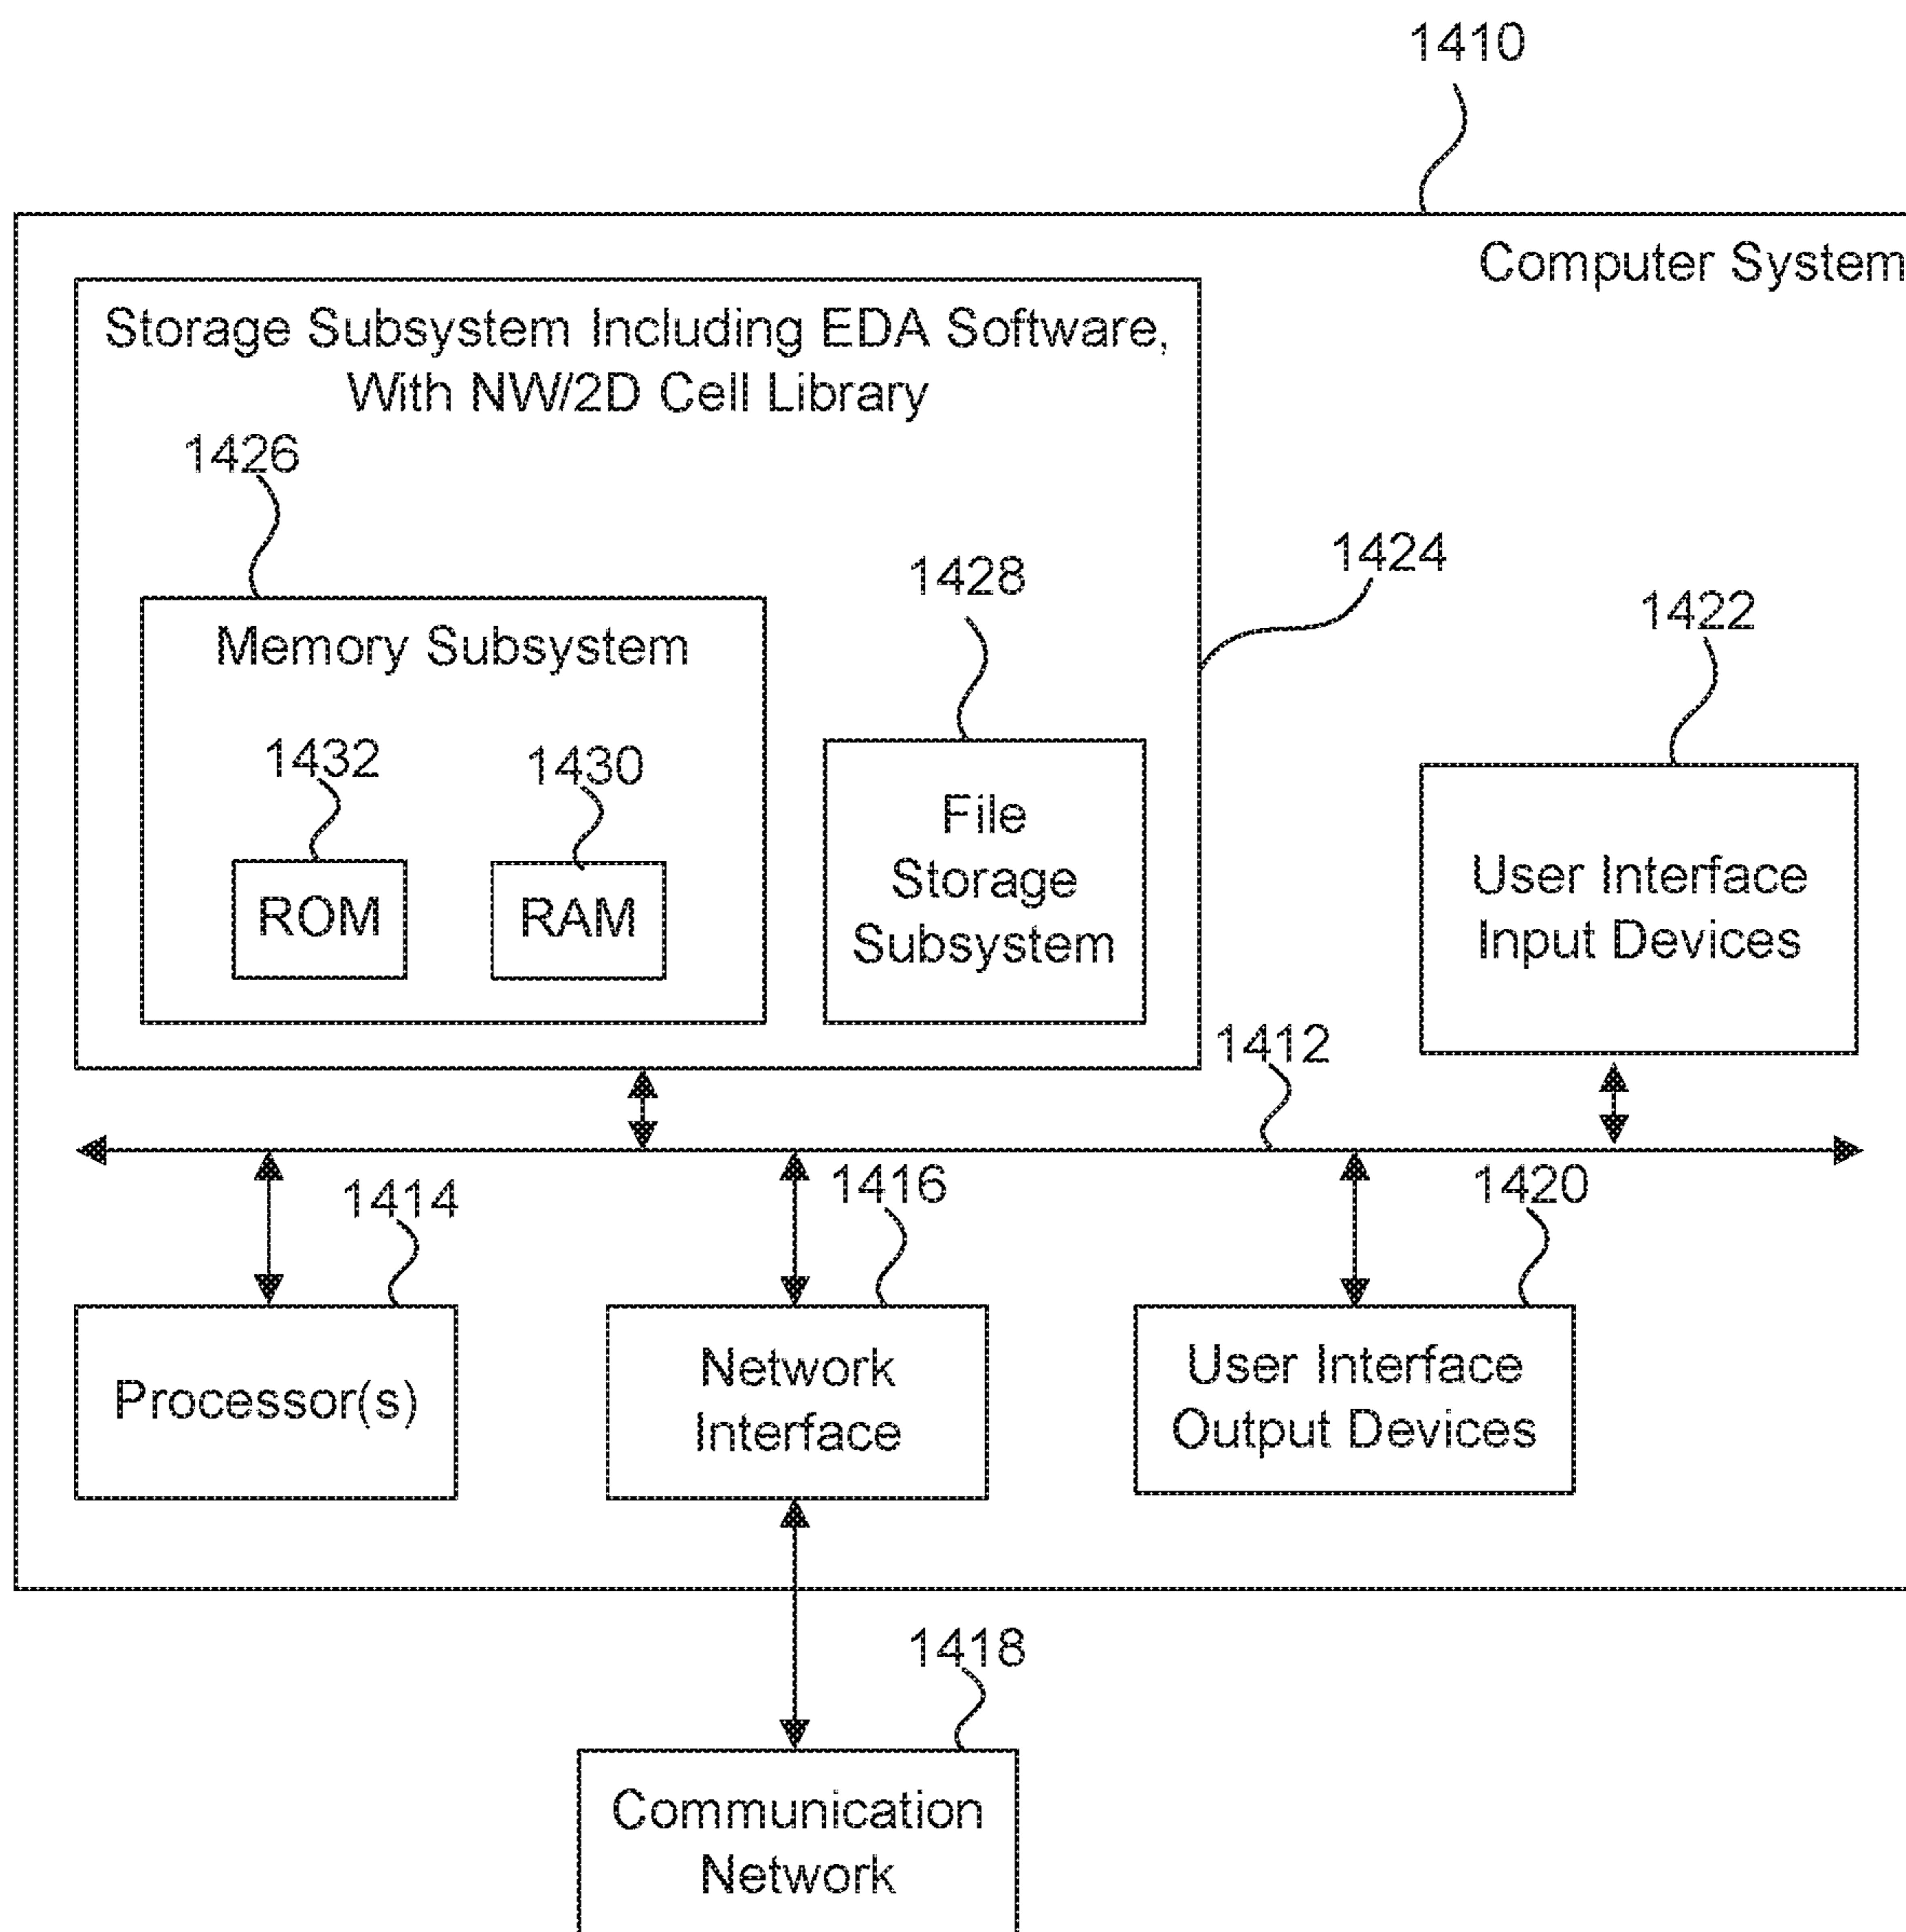 1410
Computer System
Storage Subsystem Including EDA Software,
With NW/2D Cell Library
1426
1424
1428
1422
Memory Subsystem
1432
1430
File
Storage
Subsystem
ROM
RAM
User Interface
Input Devices
1412
1414
1416
1420
Processor(s)
Network
Interface
User Interface
Output Devices
1418
Communication
Network